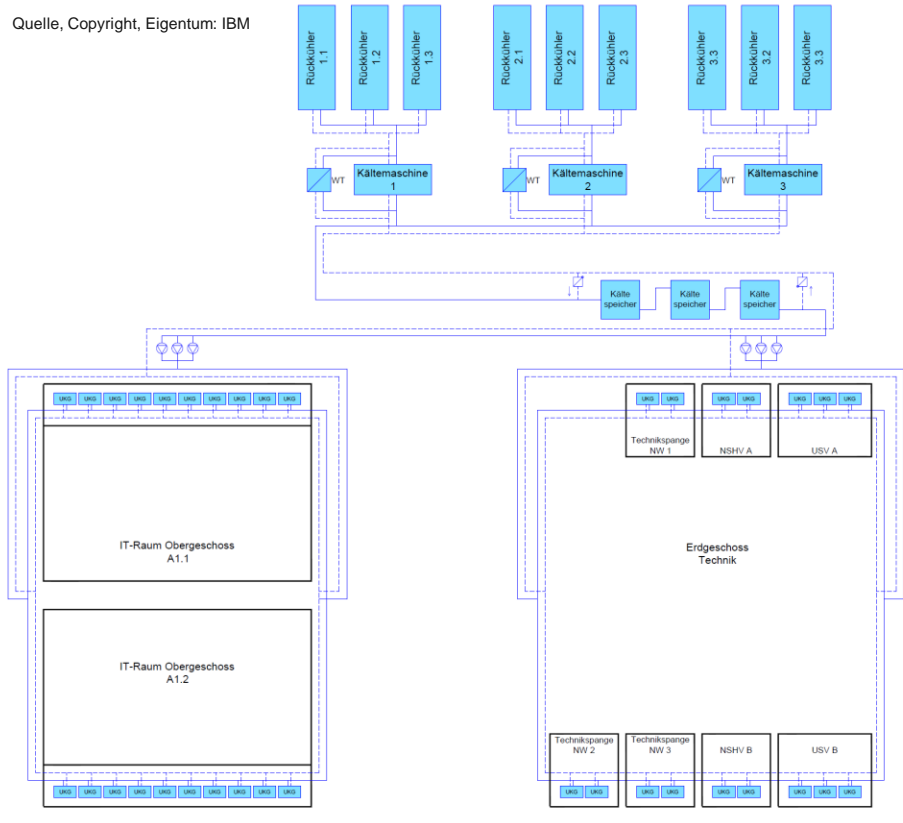 Quelle, Copyright, Eigentum: IBM
Rückkühler
1.1
Rückkühler
1.2
Rückkühler
1.3
Rückkühler
2.1
Rückkühler
2.2
Rückkühler
2.3
Rückkühler
3.3
Rückkühler
3.2
Rückkühler
3.3
WT
Kältemaschine
1
WT
Kältemaschine
2
WT
Kältemaschine
3
Kälte
speicher
Kälte
speicher
Kälte
speicher
UKG UKG UKG UKG UKG UKG UKG UKG UKG UKG
UKG UKG
UKG UKG
UKG UKG UKG
Technikspange
NW 1
NSHV A
USV A
IT-Raum Obergeschoss
A1.1
Erdgeschoss
Technik
IT-Raum Obergeschoss
A1.2
Technikspange
NW 2
Technikspange
NW 3
NSHV B
USV B
UKG UKG UKG UKG UKG UKG UKG UKG UKG UKG
UKG UKG
UKG UKG
UKG UKG
UKG UKG UKG